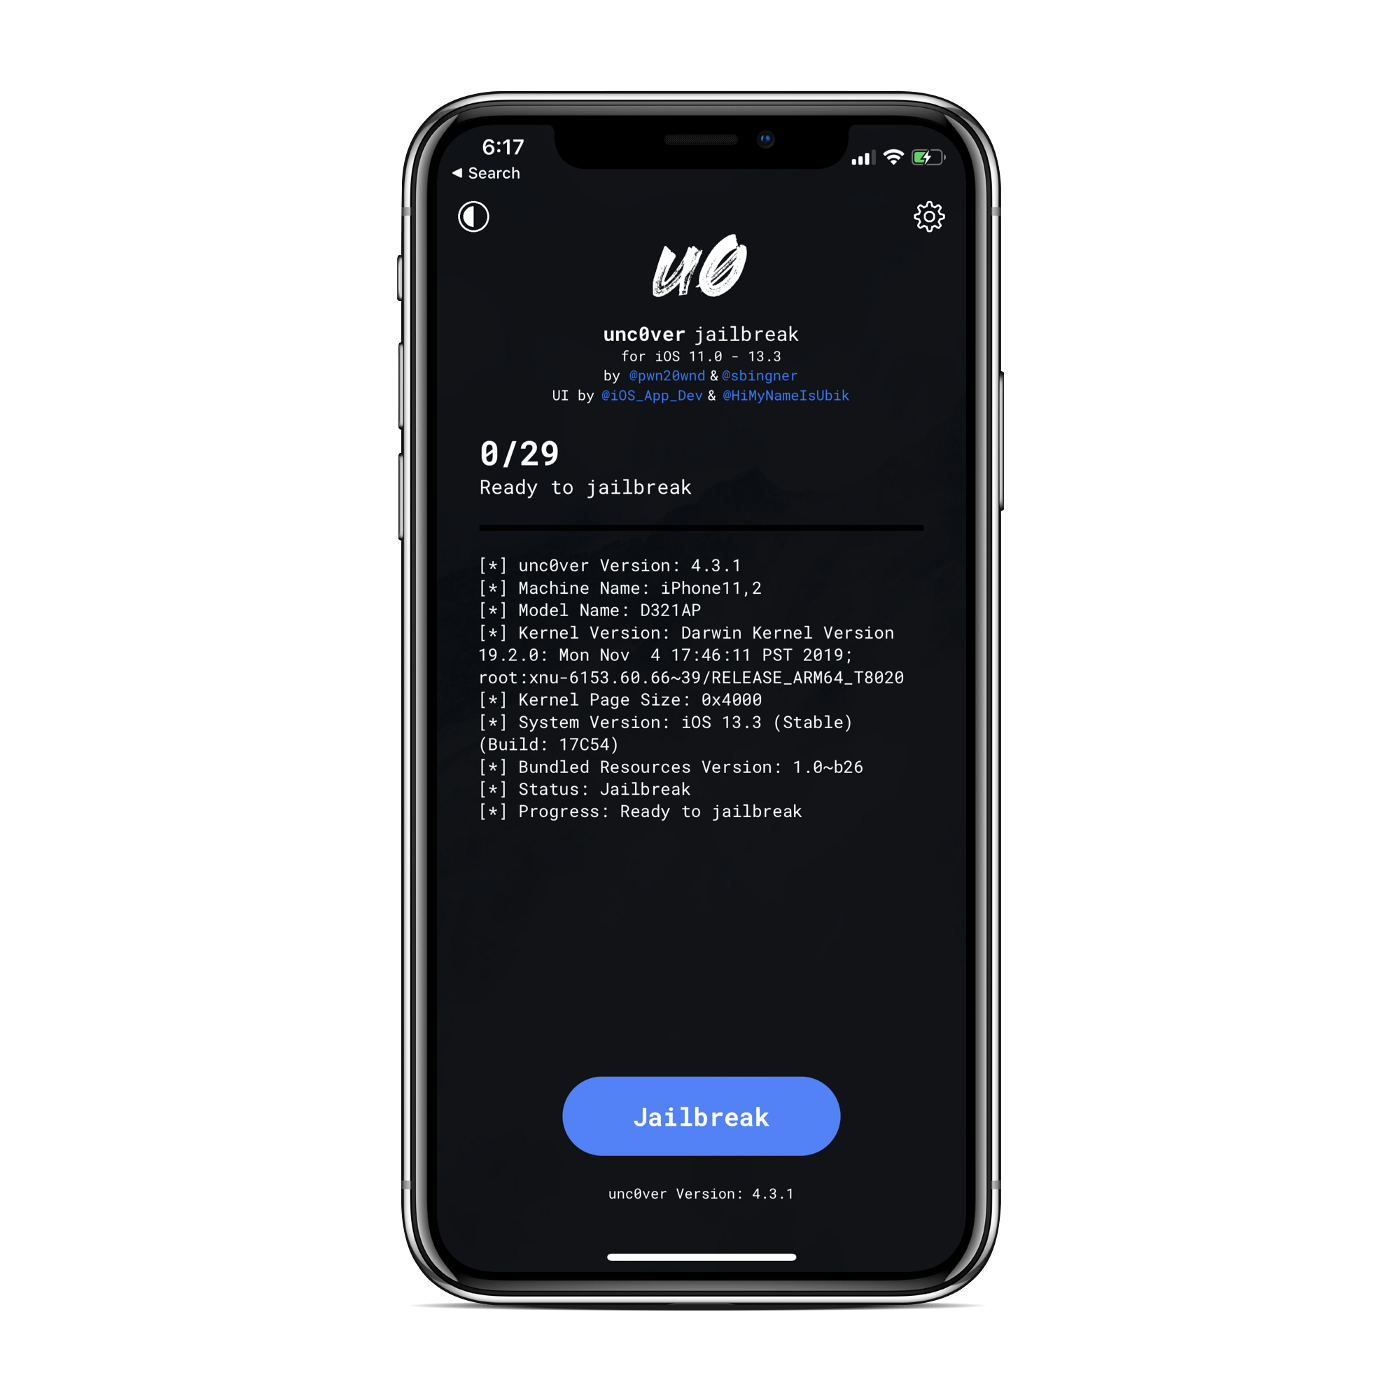 6:17
◀ Search
u0
unc0ver jailbreak
for iOS 11.0 - 13.3
by @pwn20wnd & @sbingner
UI by @iOS_App_Dev & @HiMyNameIsUbik
0/29
Ready to jailbreak
[*] unc0ver Version: 4.3.1
[*] Machine Name: iPhone11,2
[*] Model Name: D321AP
[*] Kernel Version: Darwin Kernel Version
19.2.0: Mon Nov  4 17:46:11 PST 2019;
root:xnu-6153.60.66~39/RELEASE_ARM64_T8020
[*] Kernel Page Size: 0x4000
[*] System Version: iOS 13.3 (Stable)
(Build: 17C54)
[*] Bundled Resources Version: 1.0~b26
[*] Status: Jailbreak
[*] Progress: Ready to jailbreak
Jailbreak
unc0ver Version: 4.3.1